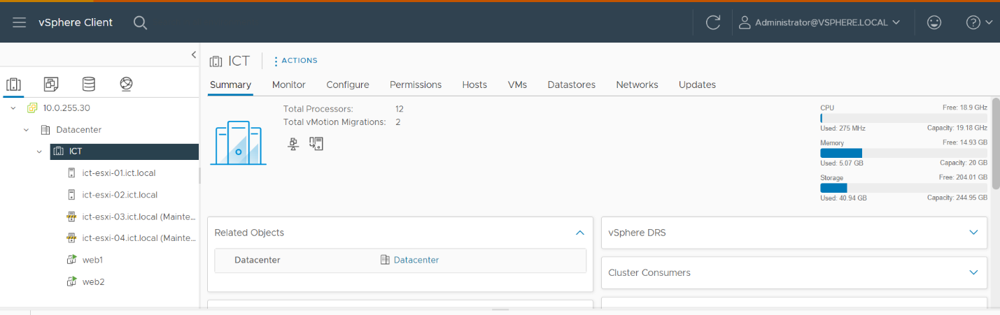 vSphere Client
Administrator@VSPHERE.LOCAL
ICT
ACTIONS
Summary Monitor Configure Permissions Hosts VMs Datastores Networks Updates
10.0.255.30
Datacenter
ICT
ict-esxi-01.ict.local
ict-esxi-02.ict.local
ict-esxi-03.ict.local (Mainte...
ict-esxi-04.ict.local (Mainte...
web1
web2
Total Processors: 12
Total vMotion Migrations: 2
CPU Free: 18.9 GHz
Used: 275 MHz Capacity: 19.18 GHz
Memory Free: 14.93 GB
Used: 5.07 GB Capacity: 20 GB
Storage Free: 204.01 GB
Used: 40.94 GB Capacity: 244.95 GB
Related Objects
Datacenter Datacenter
vSphere DRS
Cluster Consumers